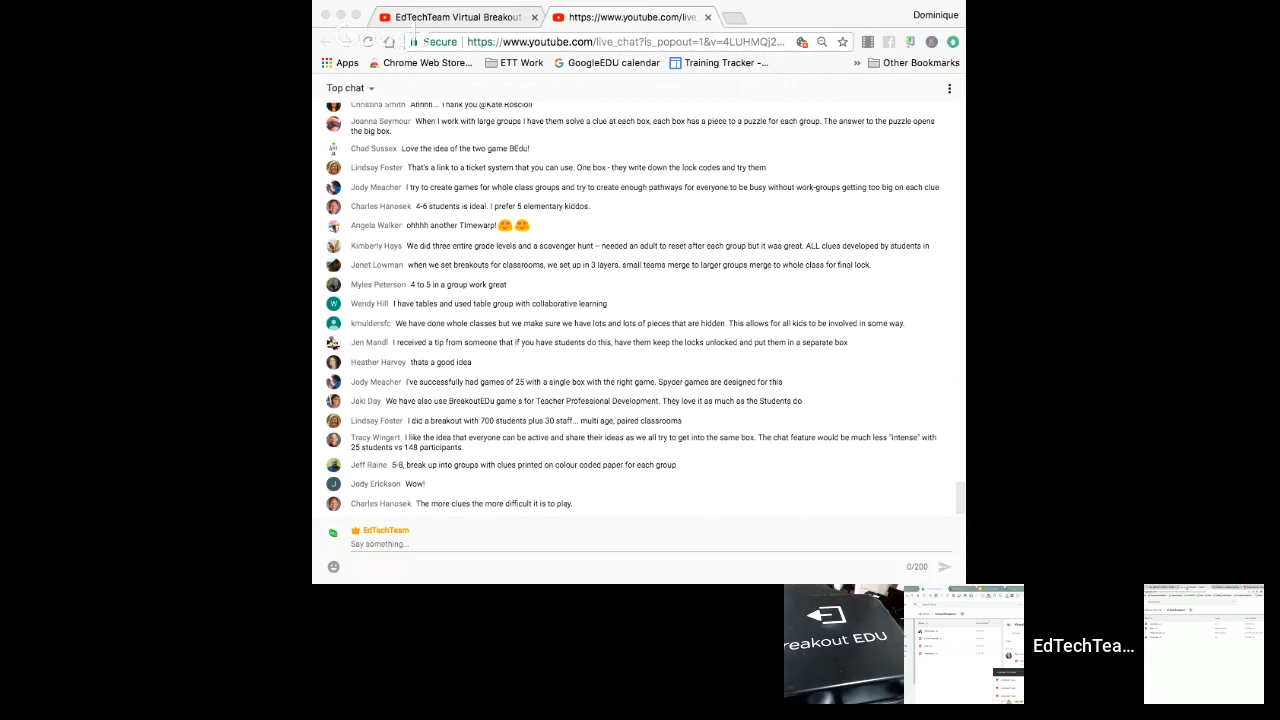 EdTechTeam Virtual Breakout
https://www.youtube.com/live
Dominique
Secure https://www.youtube.com/live_chat?is_popout=1&v=4LUHMQJ2...
Apps Chrome Web Store... ETT Work GoogleEDU calendar Training Tracker -... » Other Bookmarks
Top chat
Christina Smith Ahhhh... Thank you @Kate Roscioli
Joanna Seymour When I work with large groups I have them solve a clue at each box, each box has a piece to a puzzle for each group. The answer to the puzzle opens
the big box.
Chad Sussex Love the idea of the two game BEdu!
Lindsay Foster That's a link to a ticket system that you can use. One box - they write down the lock codes and try them
Jody Meacher I try to create games for whole class groups and try to create enough pathways for everyone to be busy without work-groups getting too big on each clue
Charles Hanosek 4-6 students is ideal. I prefer 5 elementary kiddos.
Angela Walker ohhhh another TImewarp!
Kimberly Hays We did three entire grade levels and a scavenger hunt -- needed an adult to reset after each group but it was great. ALL clues developed by students in
Janet Lowman when we set breakouts for classrooms, we set up in 3 layers. small teams merge to larger groups merge to whole class for final lock.
Myles Peterson 4 to 5 in a group work great
W Wendy Hill I have tables and used table group with collaborative learning
kmuldersfc We have done whole classes but we make sure we have lots and lots of pieces that are hidden. This allows for all kids to be involved in some way.
Jen Mandl I received a tip from someone that if you have students do this, have them keep the locks unlocked and put them in a separate box
Heather Harvey thats a good idea
Jody Meacher I've successfully had games of 25 with a single box with the right game. Spyder games are designed for this
Jaki Day We have also use BreakoutEDu game s for Teacher Professional Development. They love it as much as the Students do
Lindsay Foster I did a breakout with 700 students plus 30 staff... multi age, paired classrooms
Tracy Wingert I like the idea that everyone can be active and share their ideas as we all try to get into the same box. The chat feature would be much less "intense" with
25 students vs 148 participants.
Jeff Raine 5-8, break up into groups with clues printed on colour coded paper for each group
J Jody Erickson Wow!
Charles Hanosek The more clues the more difficult it is to play.
EdTechTeam
Say something...
0/200
EdTechTea...